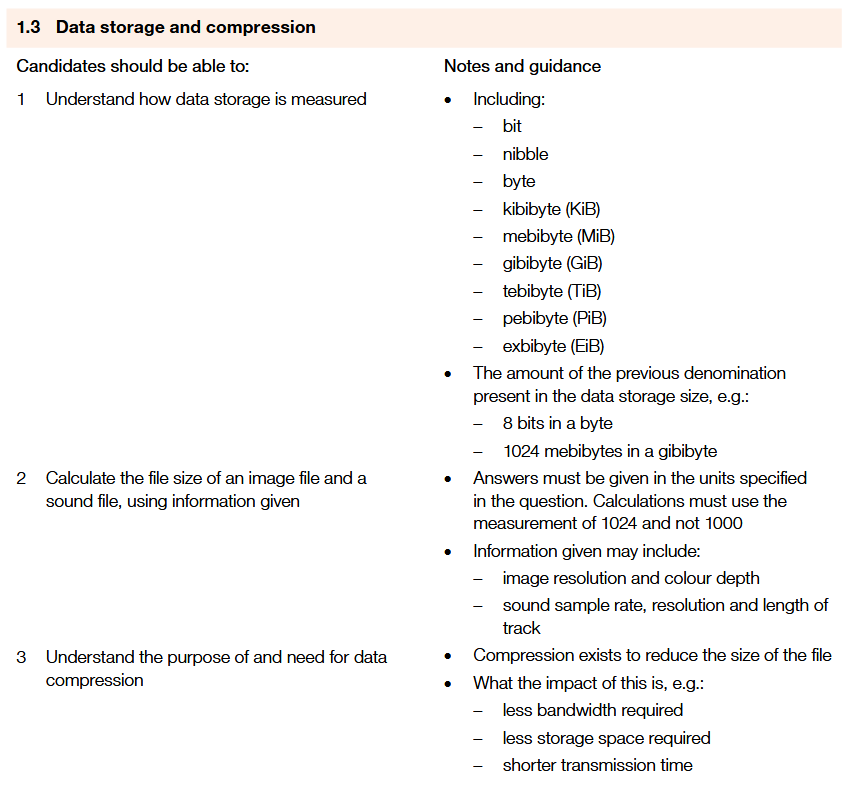 1.3 Data storage and compression
Candidates should be able to:
Notes and guidance
1 Understand how data storage is measured
• Including:
– bit
– nibble
– byte
– kibibyte (KiB)
– mebibyte (MiB)
– gibibyte (GiB)
– tebibyte (TiB)
– pebibyte (PiB)
– exbibyte (EiB)
• The amount of the previous denomination
present in the data storage size, e.g.:
– 8 bits in a byte
– 1024 mebibytes in a gibibyte
2 Calculate the file size of an image file and a
sound file, using information given
• Answers must be given in the units specified
in the question. Calculations must use the
measurement of 1024 and not 1000
• Information given may include:
– image resolution and colour depth
– sound sample rate, resolution and length of
track
3 Understand the purpose of and need for data
compression
• Compression exists to reduce the size of the file
• What the impact of this is, e.g.:
– less bandwidth required
– less storage space required
– shorter transmission time